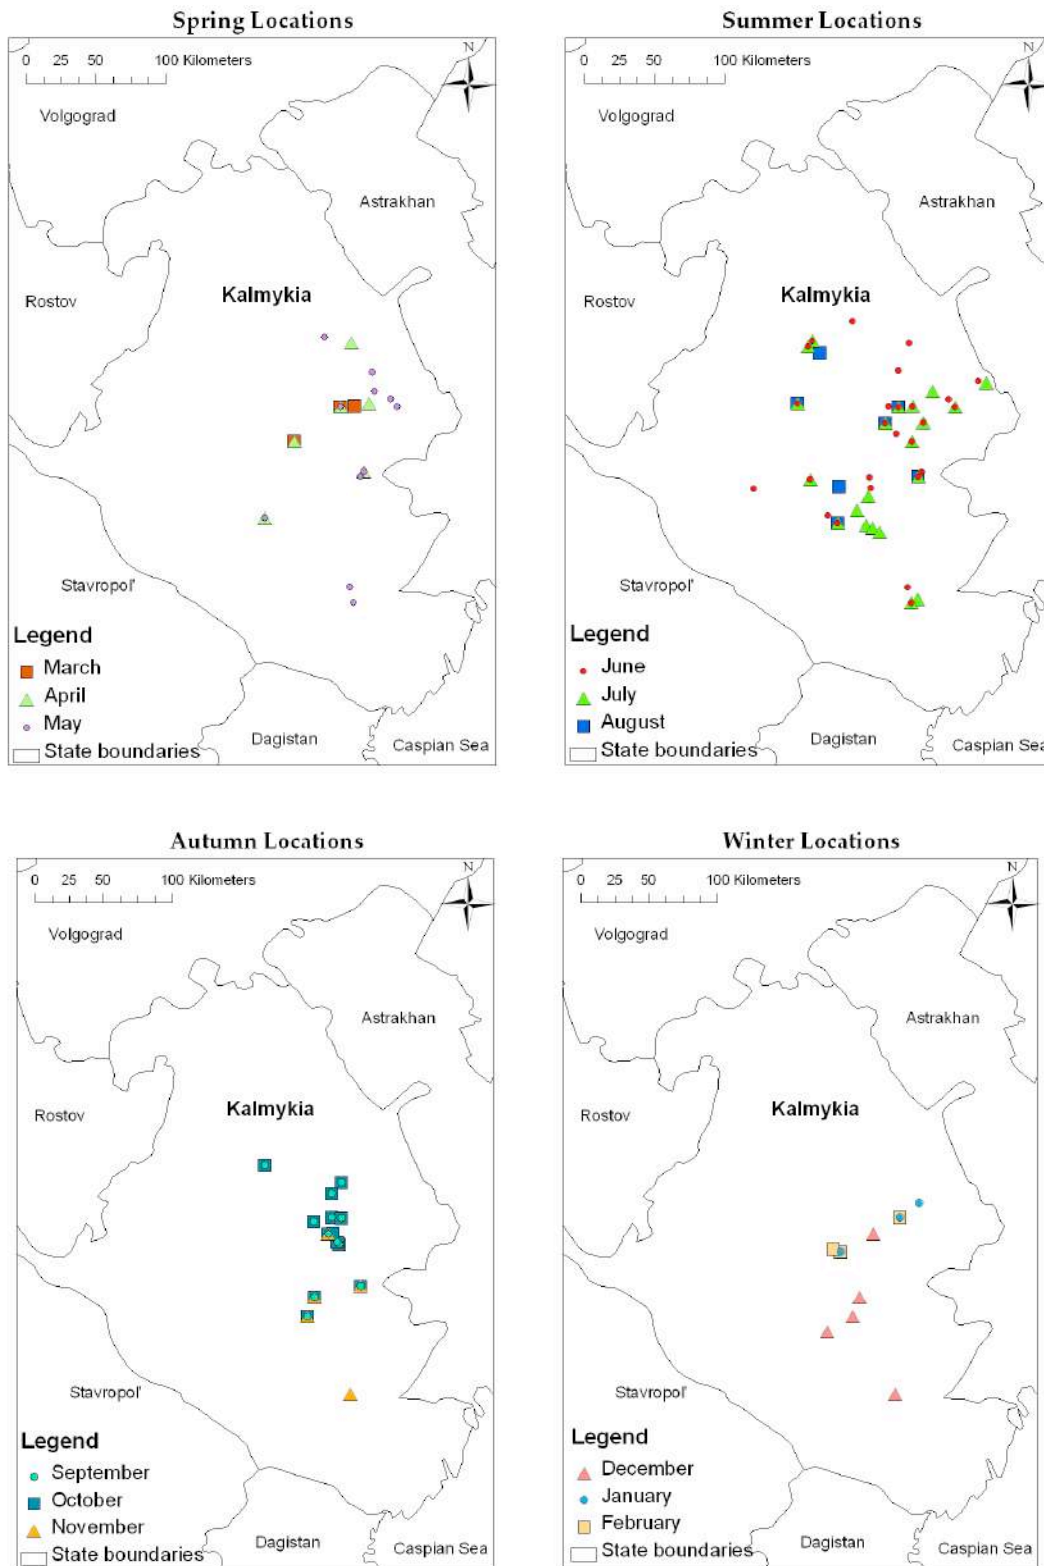 Spring Locations
N
0 25 50 100 Kilometers
Volgograd
Astrakhan
Rostov
Kalmykia
Stavropol'
Legend
March
April
May
State boundaries
Dagistan
Caspian Sea
Summer Locations
N
0 25 50 100 Kilometers
Volgograd
Astrakhan
Rostov
Kalmykia
Stavropol'
Legend
June
July
August
State boundaries
Dagistan
Caspian Sea
Autumn Locations
N
0 25 50 100 Kilometers
Volgograd
Astrakhan
Rostov
Kalmykia
Stavropol'
Legend
September
October
November
State boundaries
Dagistan
Caspian Sea
Winter Locations
N
0 25 50 100 Kilometers
Volgograd
Astrakhan
Rostov
Kalmykia
Stavropol'
Legend
December
January
February
State boundaries
Dagistan
Caspian Sea